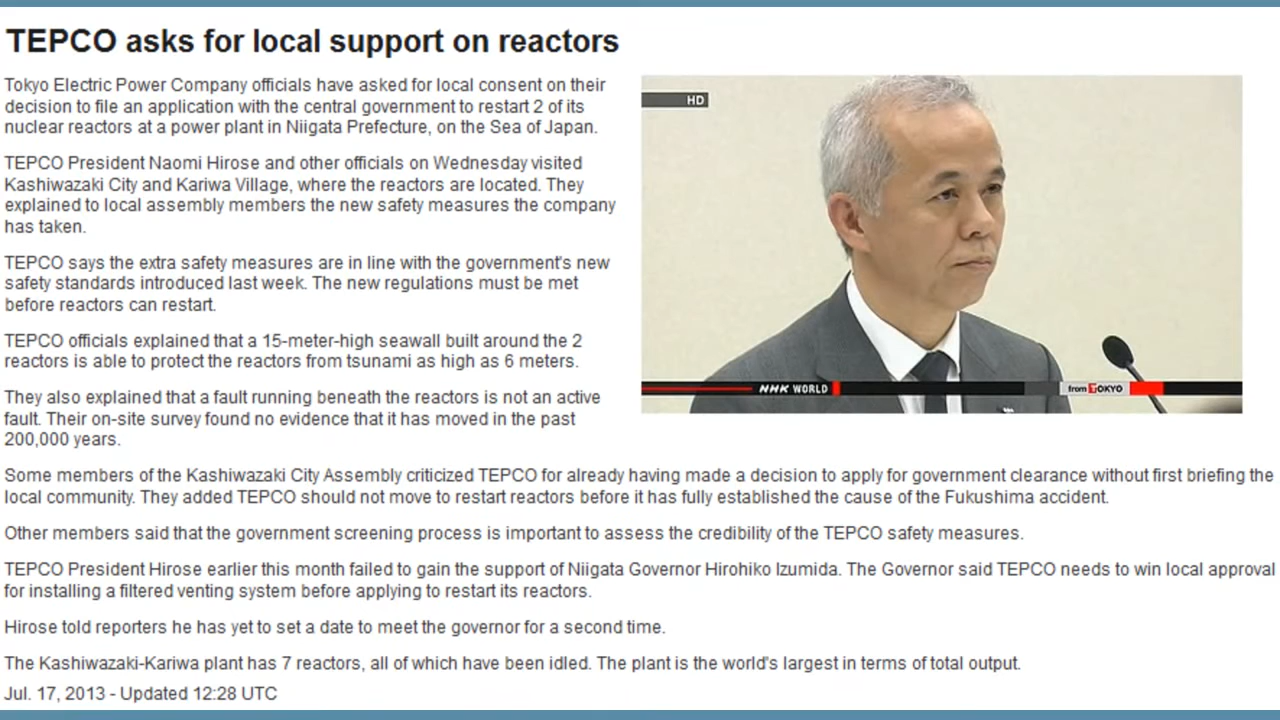 TEPCO asks for local support on reactors
Tokyo Electric Power Company officials have asked for local consent on their
decision to file an application with the central government to restart 2 of its
nuclear reactors at a power plant in Niigata Prefecture, on the Sea of Japan.
TEPCO President Naomi Hirose and other officials on Wednesday visited
Kashiwazaki City and Kariwa Village, where the reactors are located. They
explained to local assembly members the new safety measures the company
has taken.
TEPCO says the extra safety measures are in line with the government's new
safety standards introduced last week. The new regulations must be met
before reactors can restart.
TEPCO officials explained that a 15-meter-high seawall built around the 2
reactors is able to protect the reactors from tsunami as high as 6 meters.
They also explained that a fault running beneath the reactors is not an active
fault. Their on-site survey found no evidence that it has moved in the past
200,000 years.
HD
NHK WORLD
from TOKYO
Some members of the Kashiwazaki City Assembly criticized TEPCO for already having made a decision to apply for government clearance without first briefing the
local community. They added TEPCO should not move to restart reactors before it has fully established the cause of the Fukushima accident.
Other members said that the government screening process is important to assess the credibility of the TEPCO safety measures.
TEPCO President Hirose earlier this month failed to gain the support of Niigata Governor Hirohiko Izumida. The Governor said TEPCO needs to win local approval
for installing a filtered venting system before applying to restart its reactors.
Hirose told reporters he has yet to set a date to meet the governor for a second time.
The Kashiwazaki-Kariwa plant has 7 reactors, all of which have been idled. The plant is the world's largest in terms of total output.
Jul. 17, 2013 - Updated 12:28 UTC